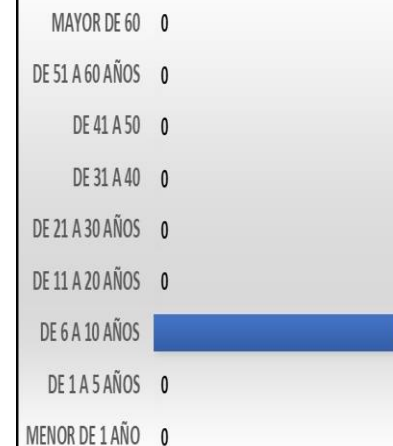 MAYOR DE 60 0
DE 51 A 60 AÑOS 0
DE 41 A 50 0
DE 31 A 40 0
DE 21 A 30 AÑOS 0
DE 11 A 20 AÑOS 0
DE 6 A 10 AÑOS
DE 1 A 5 AÑOS 0
MENOR DE 1 AÑO 0